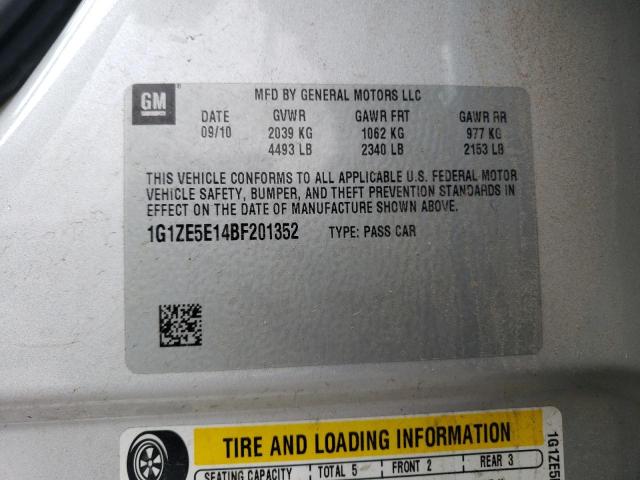 GM ®
MFD BY GENERAL MOTORS LLC
DATE GVWR GAWR FRT GAWR RR
09/10 2039 KG 1062 KG 977 KG
4493 LB 2340 LB 2153 LB
THIS VEHICLE CONFORMS TO ALL APPLICABLE U.S. FEDERAL MOTOR
VEHICLE SAFETY, BUMPER, AND THEFT PREVENTION STANDARDS IN
EFFECT ON THE DATE OF MANUFACTURE SHOWN ABOVE.
1G1ZE5E14BF201352 TYPE: PASS CAR
TIRE AND LOADING INFORMATION
SEATING CAPACITY TOTAL 5 FRONT 2 REAR 3
1G1ZE5